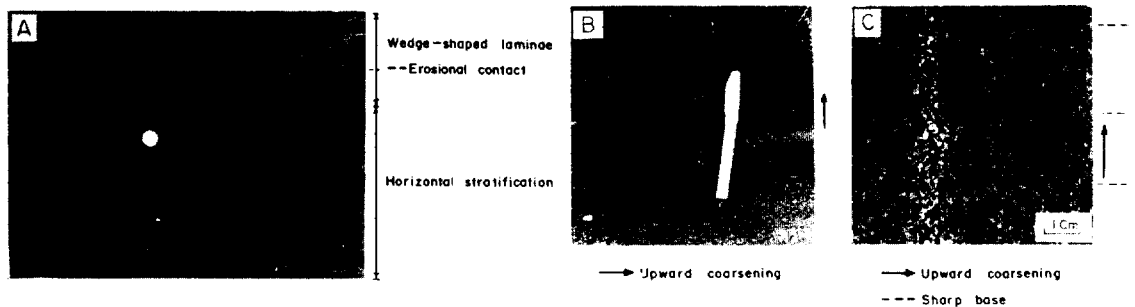 A
Wedge-shaped laminae
Erosional contact
Horizontal stratification
B
Upward coarsening
C
1 Cm
Upward coarsening
Sharp base